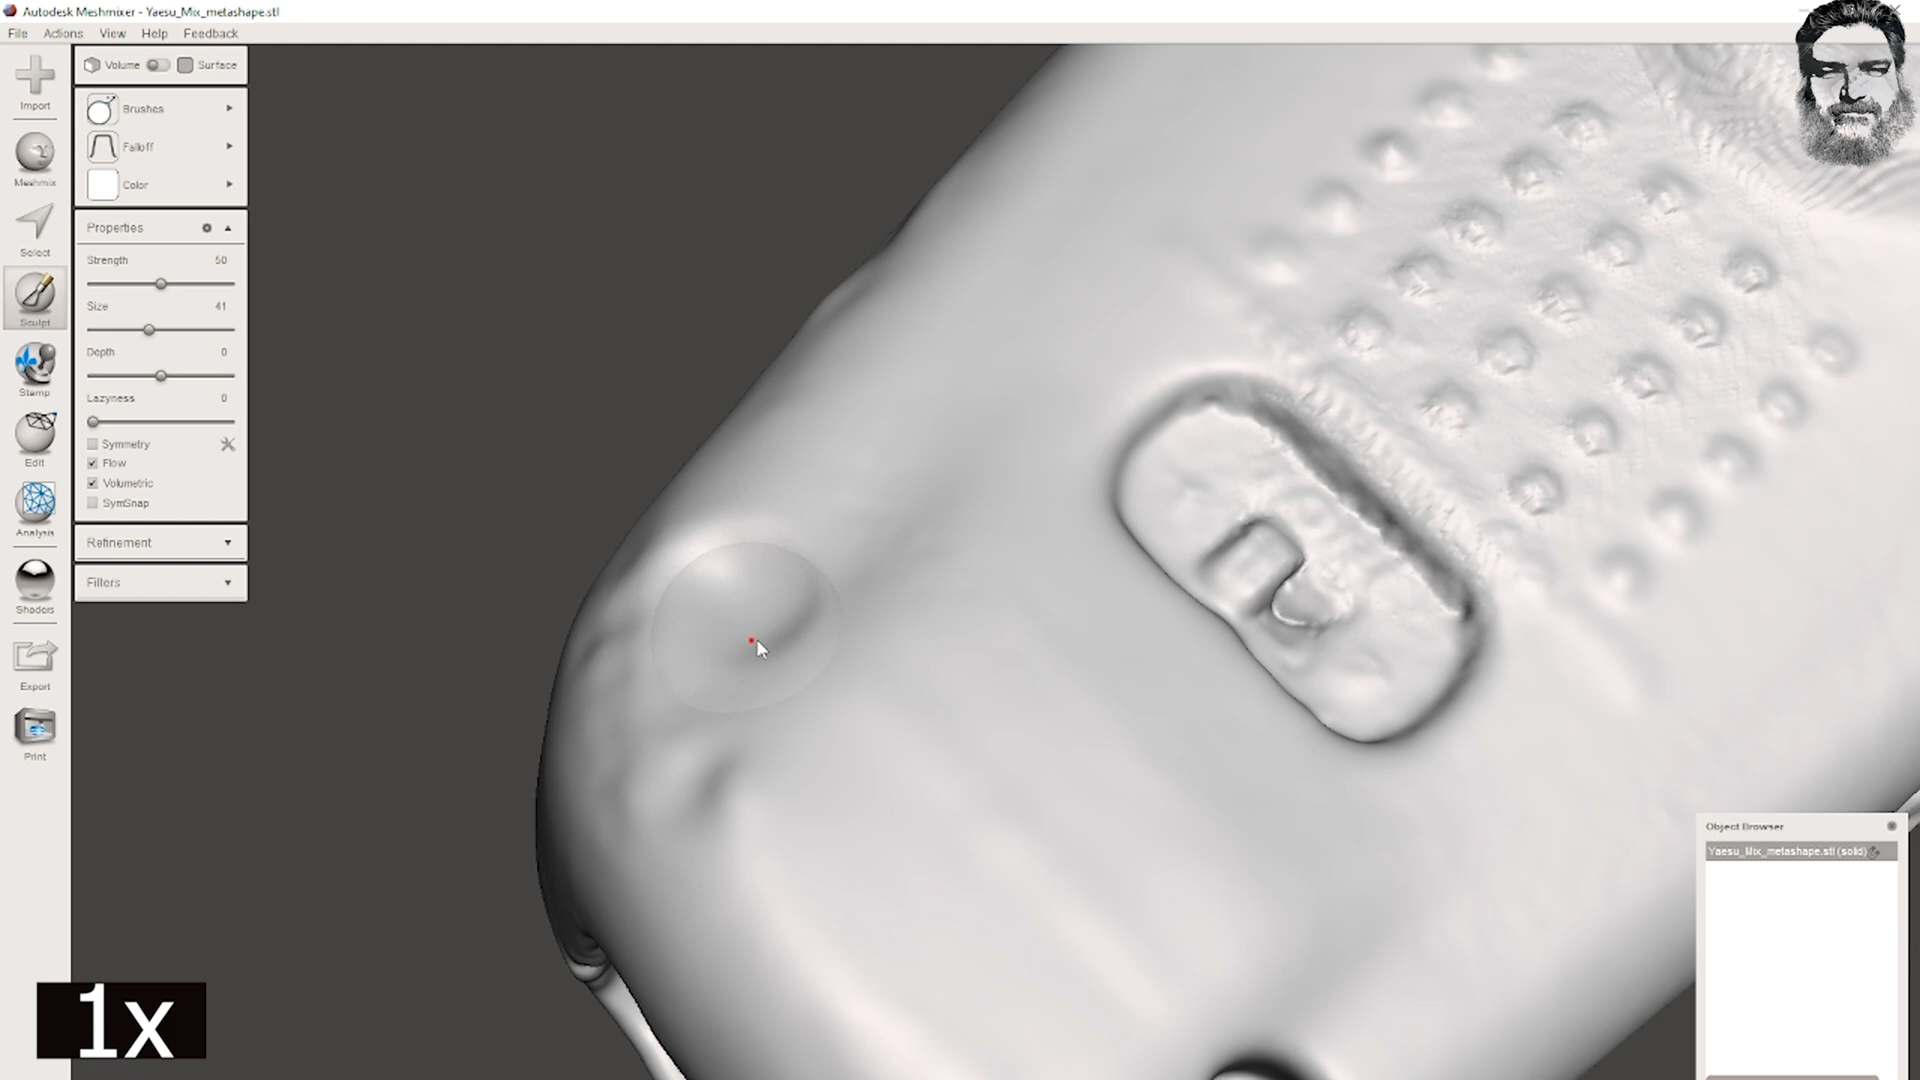 Autodesk Meshmixer - Yaesu_Mix_metashape.stl
File Actions View Help Feedback
Import
Meshmix
Select
Sculpt
Stamp
Edit
Analysis
Shaders
Export
Print
Volume Surface
Brushes
Falloff
Color
Properties
Strength 50
Size 41
Depth 0
Lazyness 0
Symmetry
Flow
Volumetric
SymSnap
Refinement
Filters
Object Browser
Yaesu_Mix_metashape.stl (solid)
1x